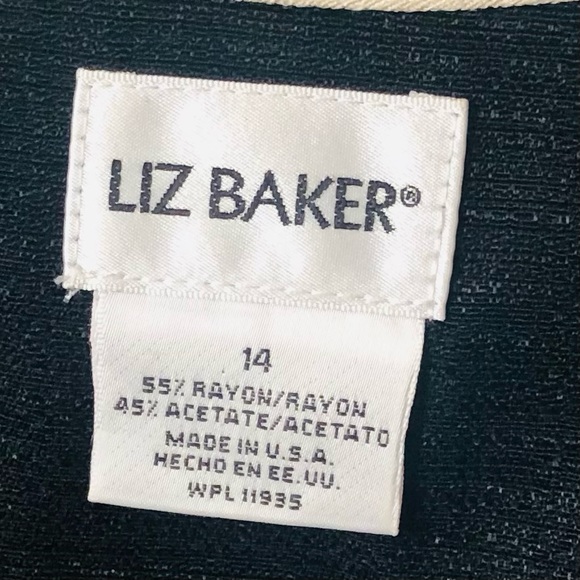 LIZ BAKER®
14
55% RAYON/RAYON
45% ACETATE/ACETATO
MADE IN U.S.A.
HECHO EN EE.UU.
WPL 11935